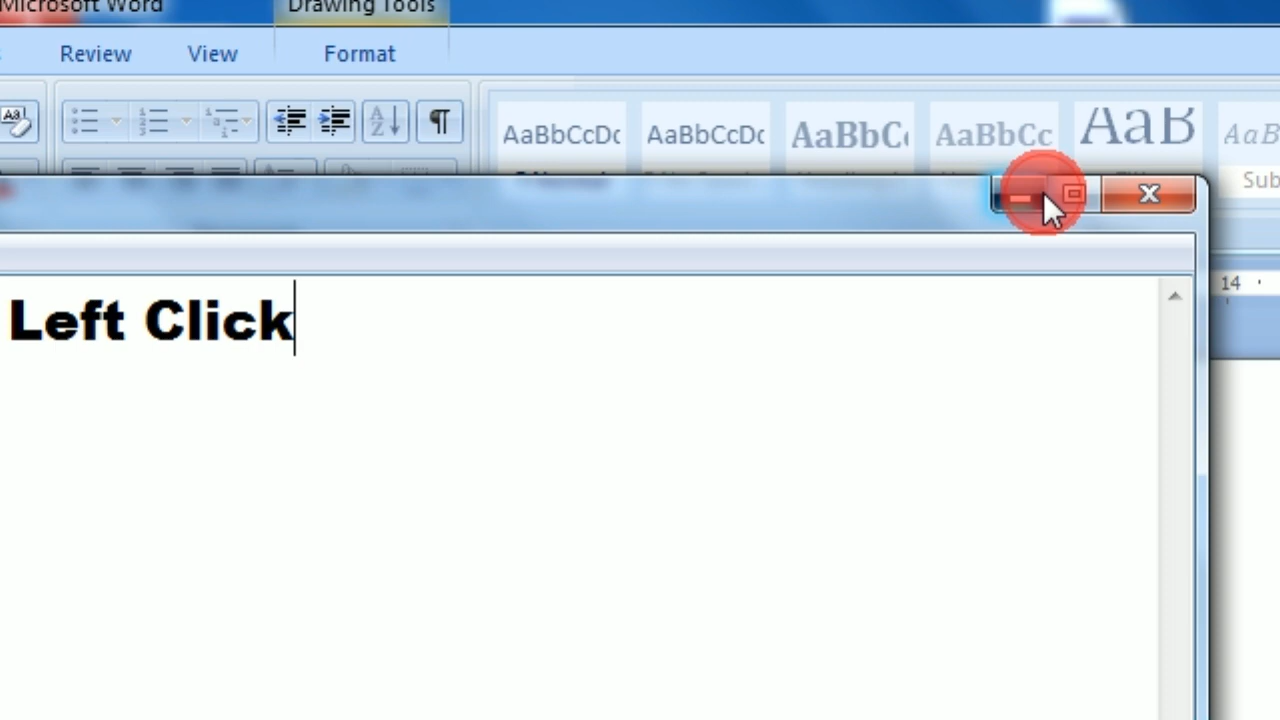 Microsoft Word
Drawing Tools
Review
View
Format
AaBbCcDc
AaBbCcDc
AaBbC
AaBbCc
AaB
AaB
Sub
14
Left Click